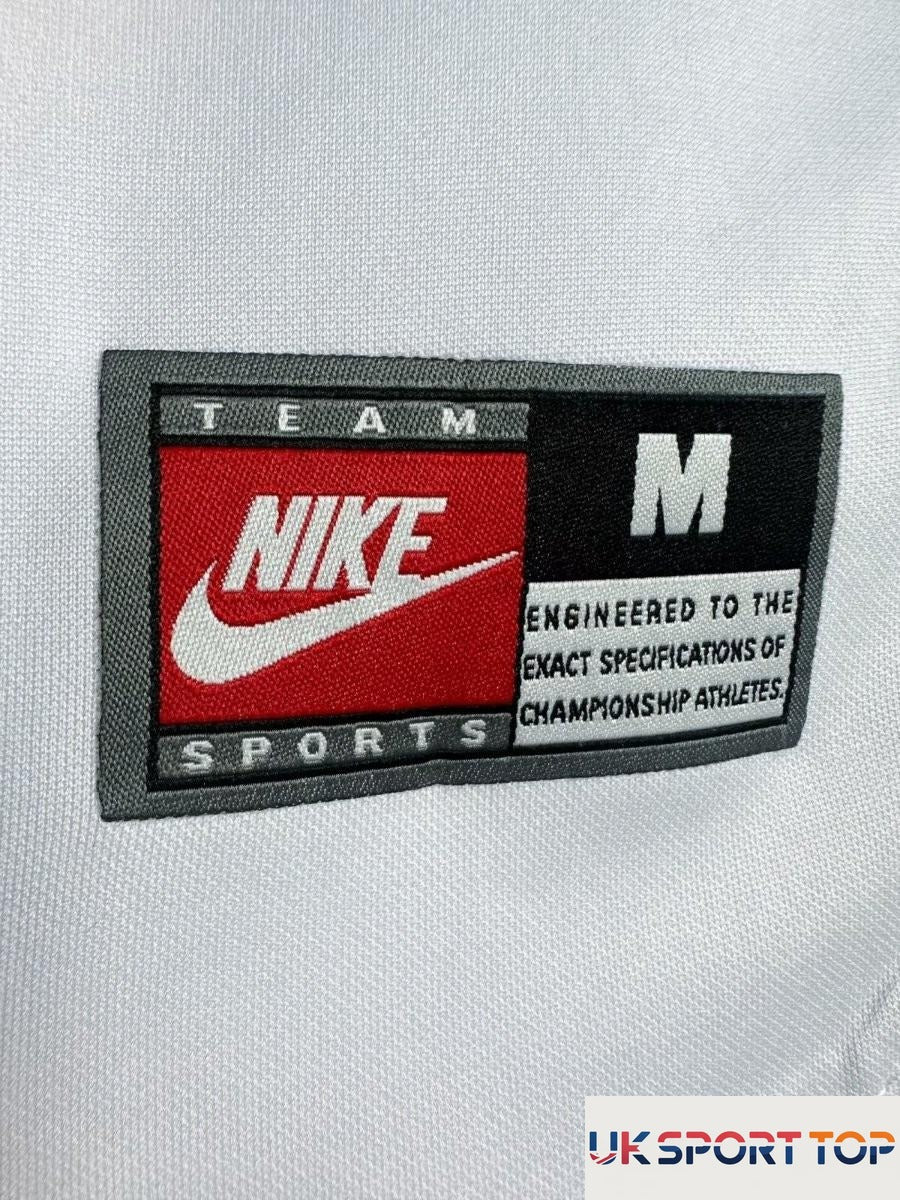 TEAM
NIKE
SPORTS
M
ENGINEERED TO THE
EXACT SPECIFICATIONS OF
CHAMPIONSHIP ATHLETES.
UK SPORT TOP